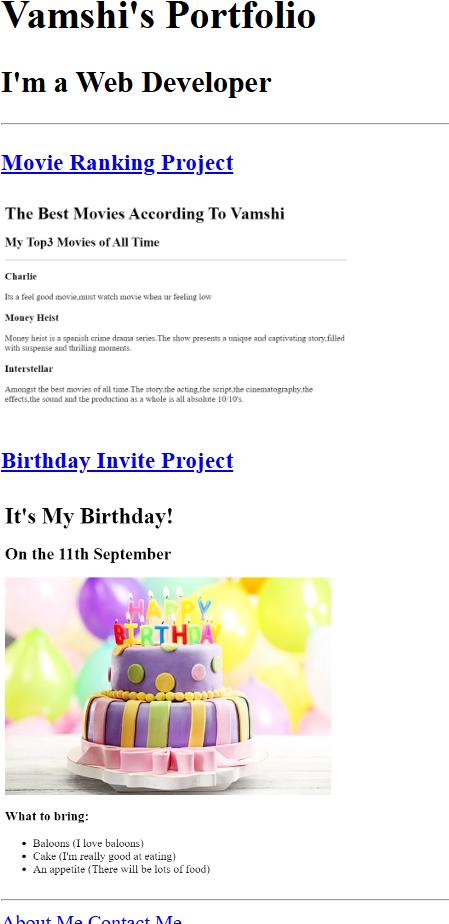 Vamshi's Portfolio
I'm a Web Developer
Movie Ranking Project
The Best Movies According To Vamshi
My Top3 Movies of All Time
Charlie
Its a feel good movie,must watch movie when ur feeling low
Money Heist
Money heist is a spanish crime drama series.The show presents a unique and captivating story,filled
with suspense and thrilling moments.
Interstellar
Amongst the best movies of all time.The story,the acting,the script,the cinematography,the
effects,the sound and the production as a whole is all absolute 10/10's.
Birthday Invite Project
It's My Birthday!
On the 11th September
HAPPY
BIRTHDAY
What to bring:
Baloons (I love baloons)
Cake (I'm really good at eating)
An appetite (There will be lots of food)
About Me Contact Me